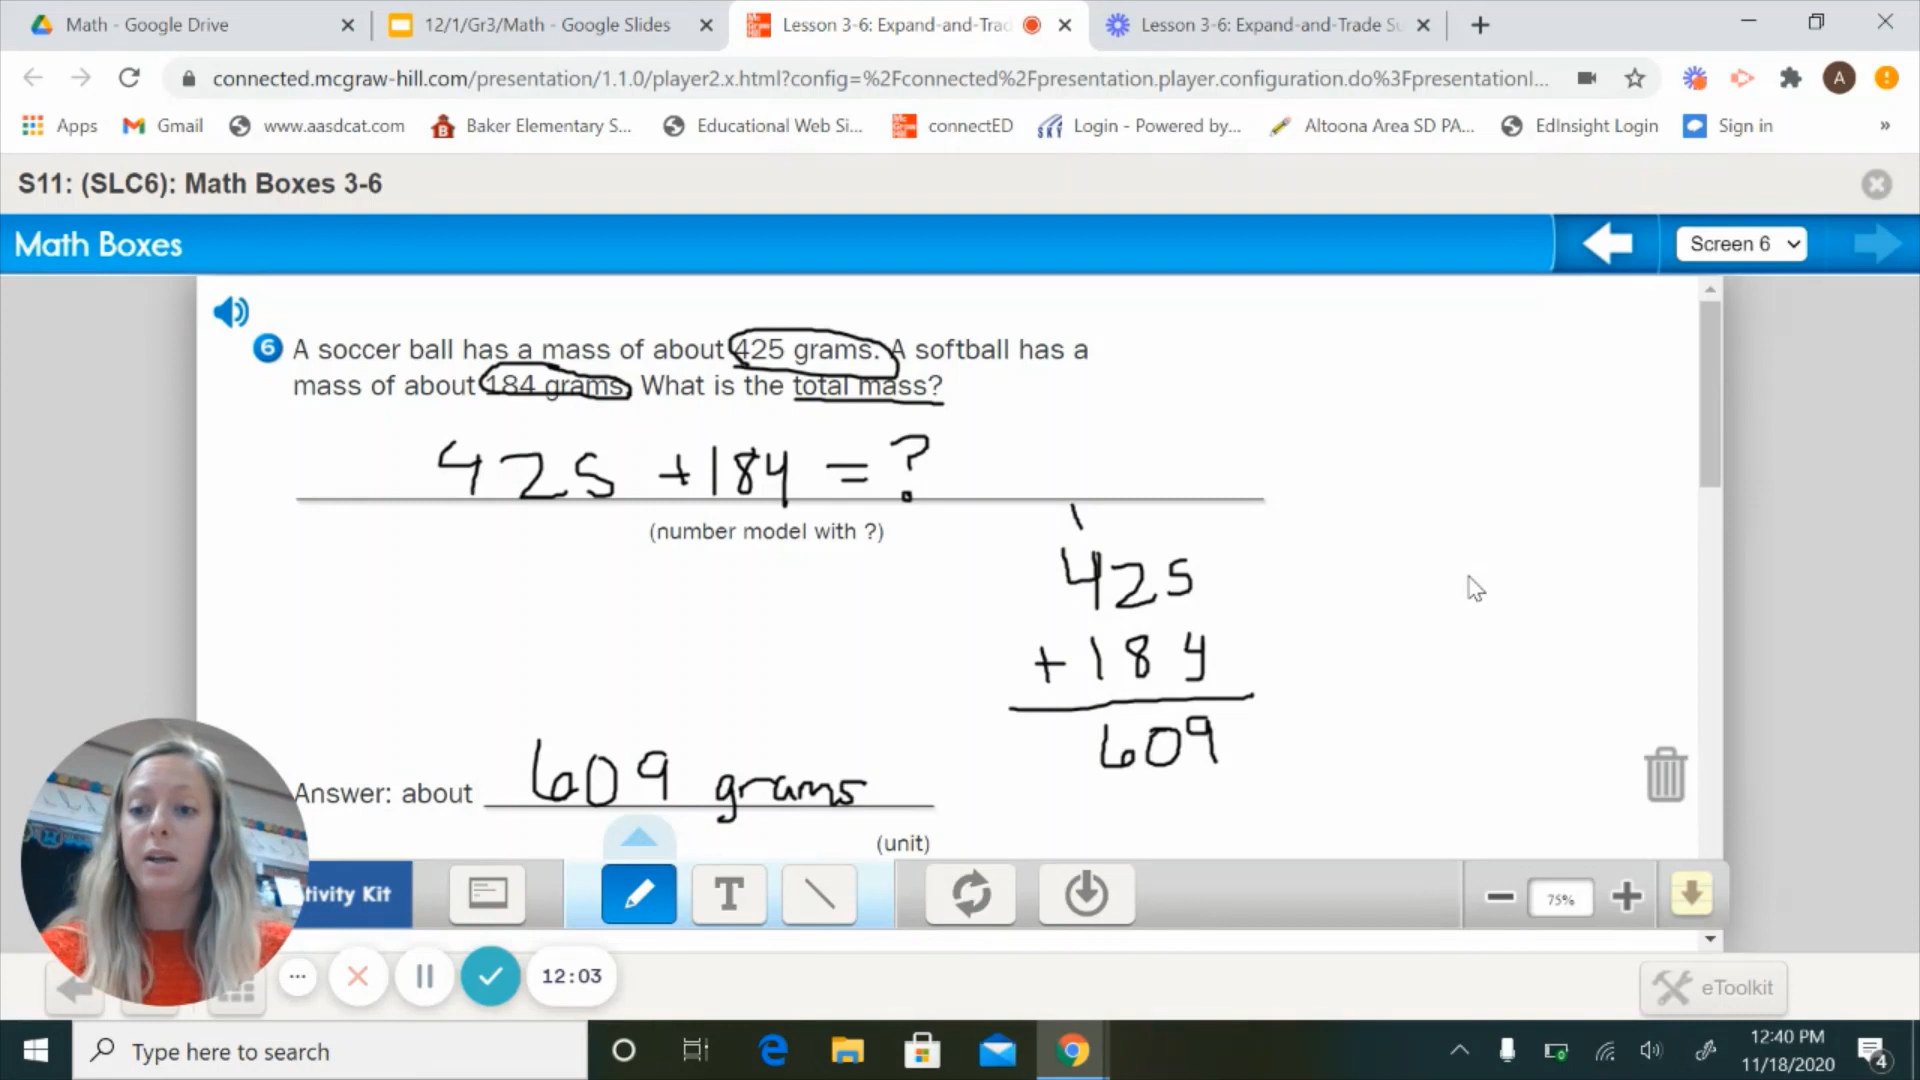 Math - Google Drive
12/1/Gr3/Math - Google Slides
Lesson 3-6: Expand-and-Trad
Lesson 3-6: Expand-and-Trade Su
connected.mcgraw-hill.com/presentation/1.1.0/player2.x.html?config=%2Fconnected%2Fpresentation.player.configuration.do%3FpresentationI...
A
Apps
Gmail
www.aasdcat.com
Baker Elementary S...
Educational Web Si...
connectED
Login - Powered by...
Altoona Area SD PA...
EdInsight Login
Sign in
»
S11: (SLC6): Math Boxes 3-6
Math Boxes
Screen 6
6 A soccer ball has a mass of about 425 grams. A softball has a
mass of about 184 grams. What is the total mass?
425 +184 = ?
(number model with ?)
1
425
+184
609
Answer: about 609 grams
(unit)
tivity Kit
T
75%
12:03
eToolkit
Type here to search
12:40 PM
11/18/2020
4